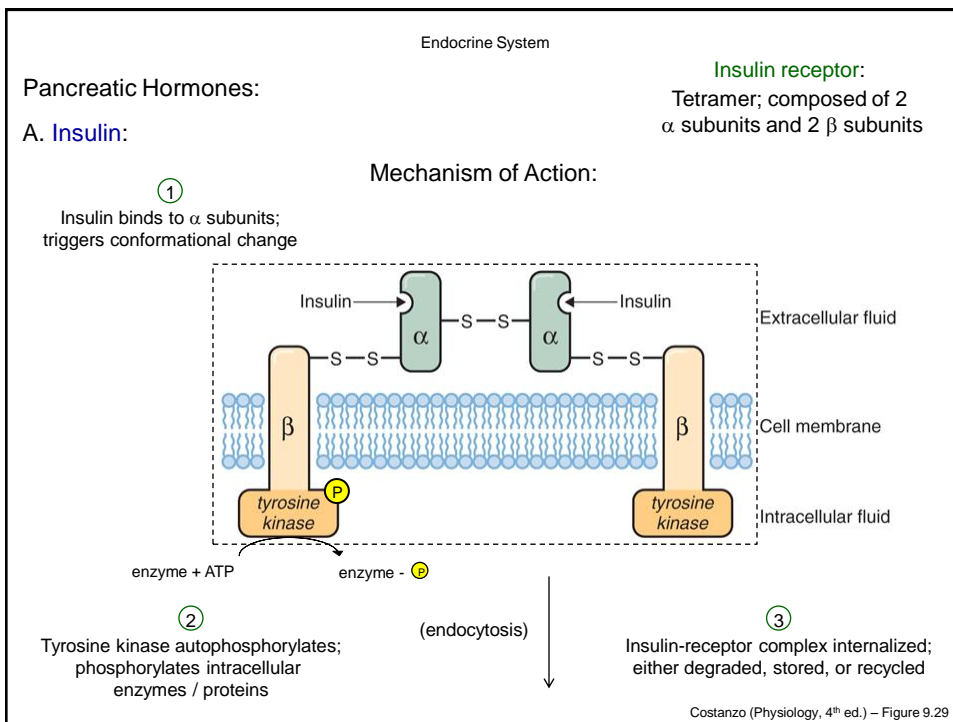 Endocrine System
Pancreatic Hormones:
Insulin receptor:
Tetramer; composed of 2
α subunits and 2 β subunits
A. Insulin:
Mechanism of Action:
1
Insulin binds to α subunits;
triggers conformational change
Insulin
Insulin
α
S
S
α
Extracellular fluid
S
S
S
S
β
β
Cell membrane
P
tyrosine
kinase
tyrosine
kinase
Intracellular fluid
enzyme + ATP
enzyme - P
2
Tyrosine kinase autophosphorylates;
phosphorylates intracellular
enzymes / proteins
(endocytosis)
3
Insulin-receptor complex internalized;
either degraded, stored, or recycled
Costanzo (Physiology, 4th ed.) – Figure 9.29